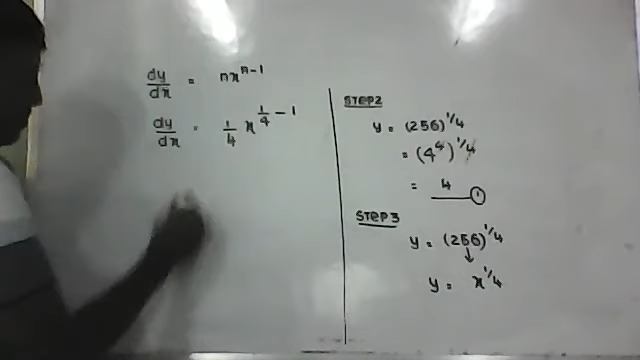 dy/dx = nx^n-1
dy/dx = 1/4 x^1/4 - 1
STEP2
y = (256)^1/4
= (4^4)^1/4
= 4 ①
STEP3
y = (256)^1/4
↓
y = x^1/4